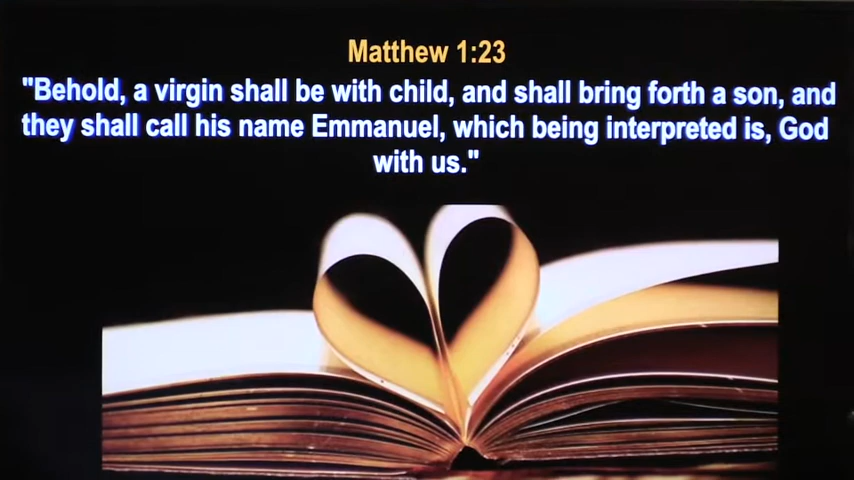 Matthew 1:23
"Behold, a virgin shall be with child, and shall bring forth a son, and
they shall call his name Emmanuel, which being interpreted is, God
with us."